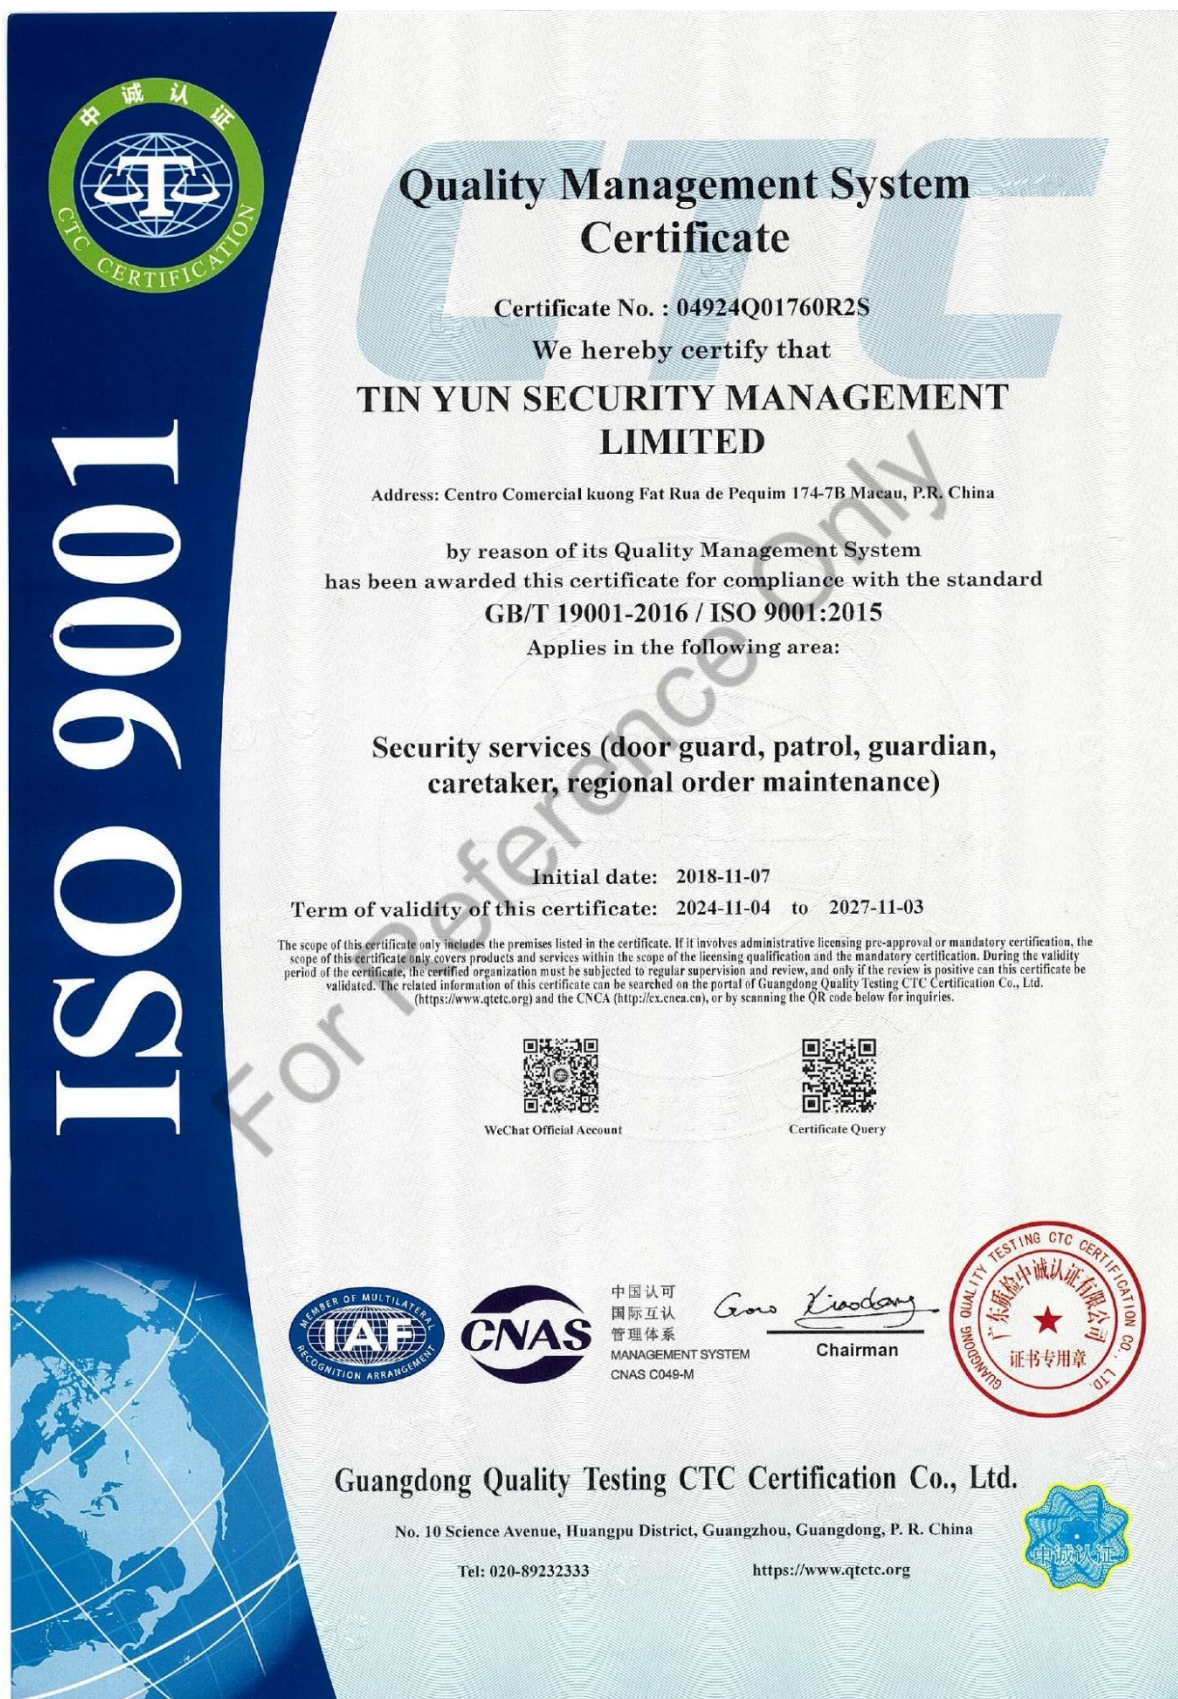 中诚认证
CTC CERTIFICATION
ISO 9001
CTC
Quality Management System
Certificate
Certificate No. : 04924Q01760R2S
We hereby certify that
TIN YUN SECURITY MANAGEMENT
LIMITED
Address: Centro Comercial kuong Fat Rua de Pequim 174-7B Macau, P.R. China
by reason of its Quality Management System
has been awarded this certificate for compliance with the standard
GB/T 19001-2016 / ISO 9001:2015
Applies in the following area:
Security services (door guard, patrol, guardian,
caretaker, regional order maintenance)
Initial date: 2018-11-07
Term of validity of this certificate: 2024-11-04 to 2027-11-03
The scope of this certificate only includes the premises listed in the certificate. If it involves administrative licensing pre-approval or mandatory certification, the
scope of this certificate only covers products and services within the scope of the licensing qualification and the mandatory certification. During the validity
period of the certificate, the certified organization must be subjected to regular supervision and review, and only if the review is positive can this certificate be
validated. The related information of this certificate can be searched on the portal of Guangdong Quality Testing CTC Certification Co., Ltd.
(https://www.qtctc.org) and the CNCA (http://cx.cnca.cn), or by scanning the QR code below for inquiries.
For Reference Only
WeChat Official Account
Certificate Query
MEMBER OF MULTILATERAL
IAF
RECOGNITION ARRANGEMENT
CNAS
中国认可
国际互认
管理体系
MANAGEMENT SYSTEM
CNAS C049-M
Xiaodong
Chairman
GUANGDONG QUALITY TESTING CTC CERTIFICATION CO., LTD.
广东质检中诚认证有限公司
证书专用章
Guangdong Quality Testing CTC Certification Co., Ltd.
No. 10 Science Avenue, Huangpu District, Guangzhou, Guangdong, P. R. China
Tel: 020-89232333 https://www.qtctc.org
中诚认证